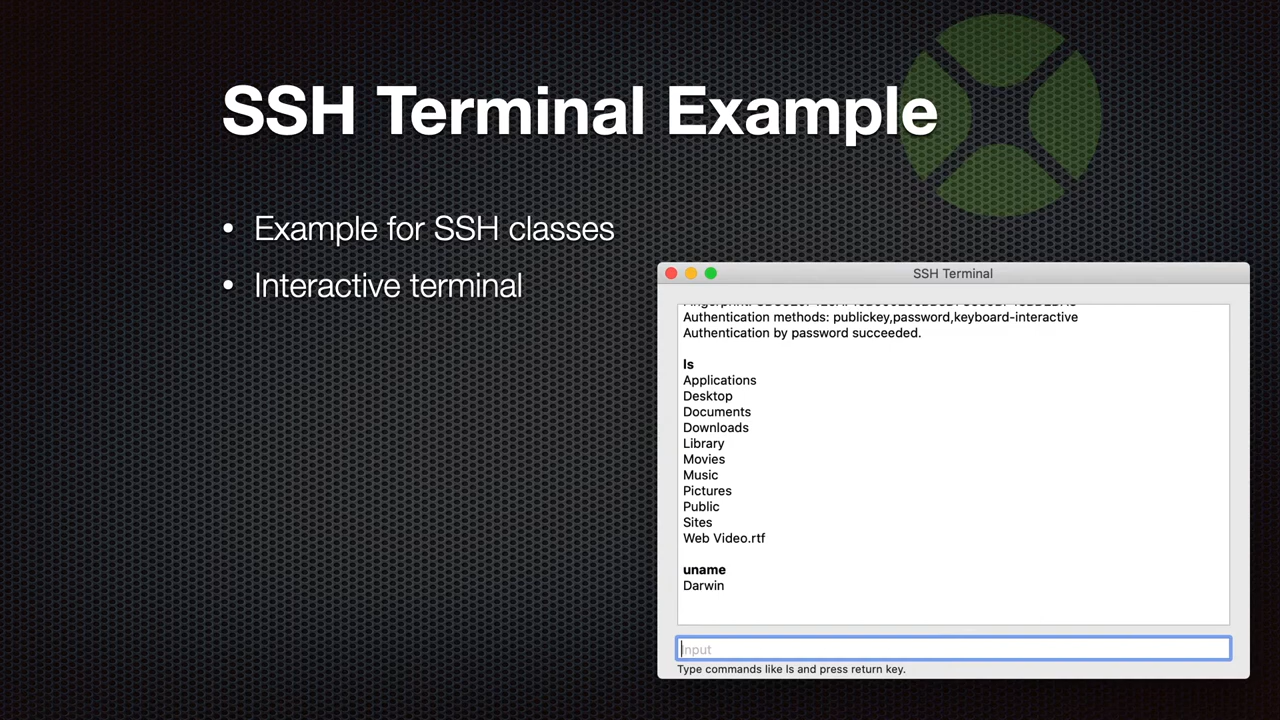 SSH Terminal Example
• Example for SSH classes
• Interactive terminal
SSH Terminal
Authentication methods: publickey,password,keyboard-interactive
Authentication by password succeeded.
ls
Applications
Desktop
Documents
Downloads
Library
Movies
Music
Pictures
Public
Sites
Web Video.rtf
uname
Darwin
Input
Type commands like ls and press return key.